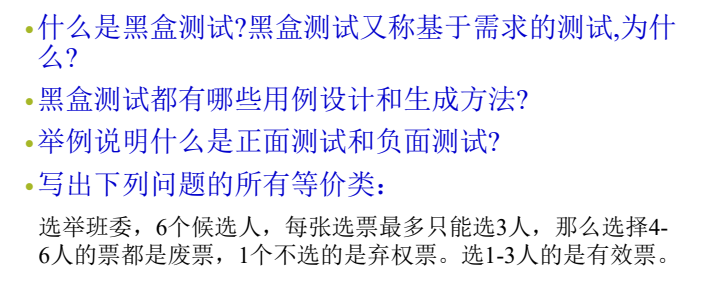 •什么是黑盒测试?黑盒测试又称基于需求的测试,为什
么?
•黑盒测试都有哪些用例设计和生成方法?
•举例说明什么是正面测试和负面测试?
•写出下列问题的所有等价类：
选举班委，6个候选人，每张选票最多只能选3人，那么选择4-
6人的票都是废票，1个不选的是弃权票。选1-3人的是有效票。